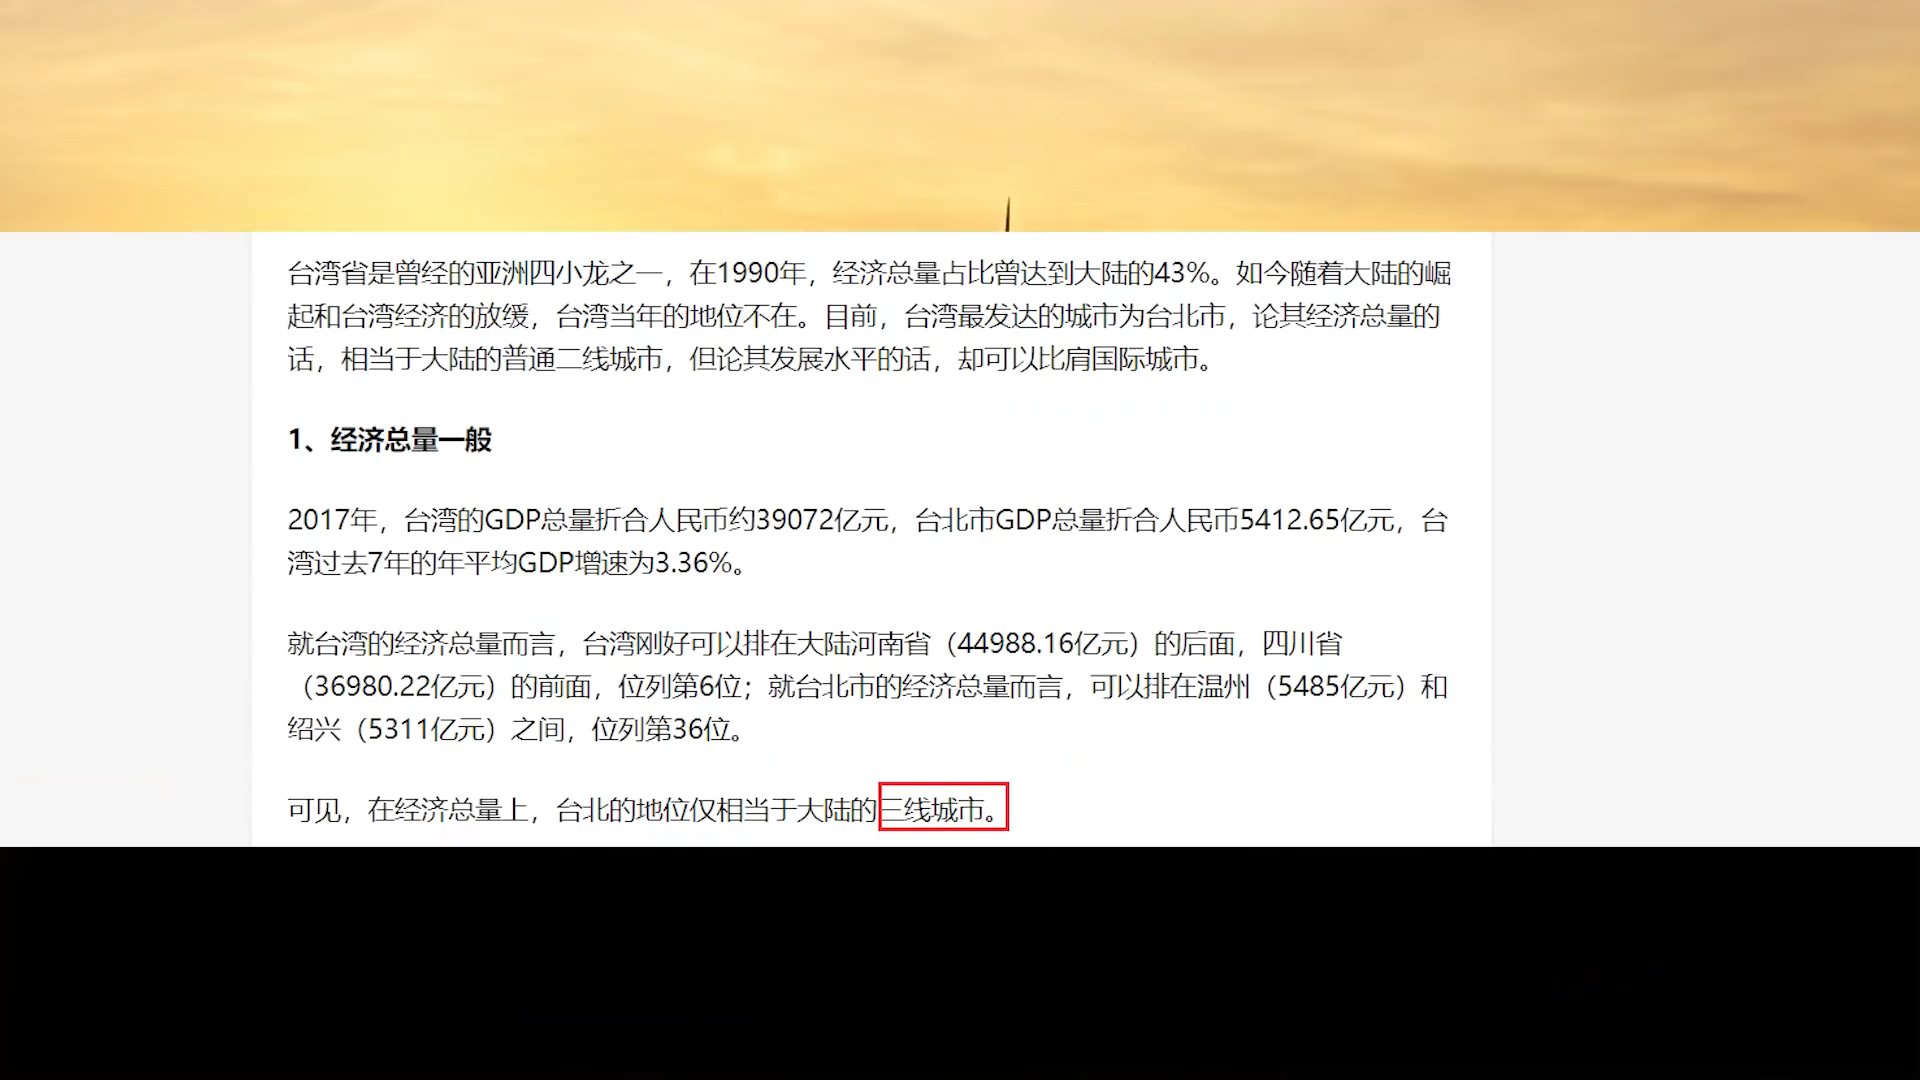 台湾省是曾经的亚洲四小龙之一，在1990年，经济总量占比曾达到大陆的43%。如今随着大陆的崛
起和台湾经济的放缓，台湾当年的地位不在。目前，台湾最发达的城市为台北市，论其经济总量的
话，相当于大陆的普通二线城市，但论其发展水平的话，却可以比肩国际城市。
1、经济总量一般
2017年，台湾的GDP总量折合人民币约39072亿元，台北市GDP总量折合人民币5412.65亿元，台
湾过去7年的年平均GDP增速为3.36%。
就台湾的经济总量而言，台湾刚好可以排在大陆河南省（44988.16亿元）的后面，四川省
（36980.22亿元）的前面，位列第6位；就台北市的经济总量而言，可以排在温州（5485亿元）和
绍兴（5311亿元）之间，位列第36位。
可见，在经济总量上，台北的地位仅相当于大陆的三线城市。